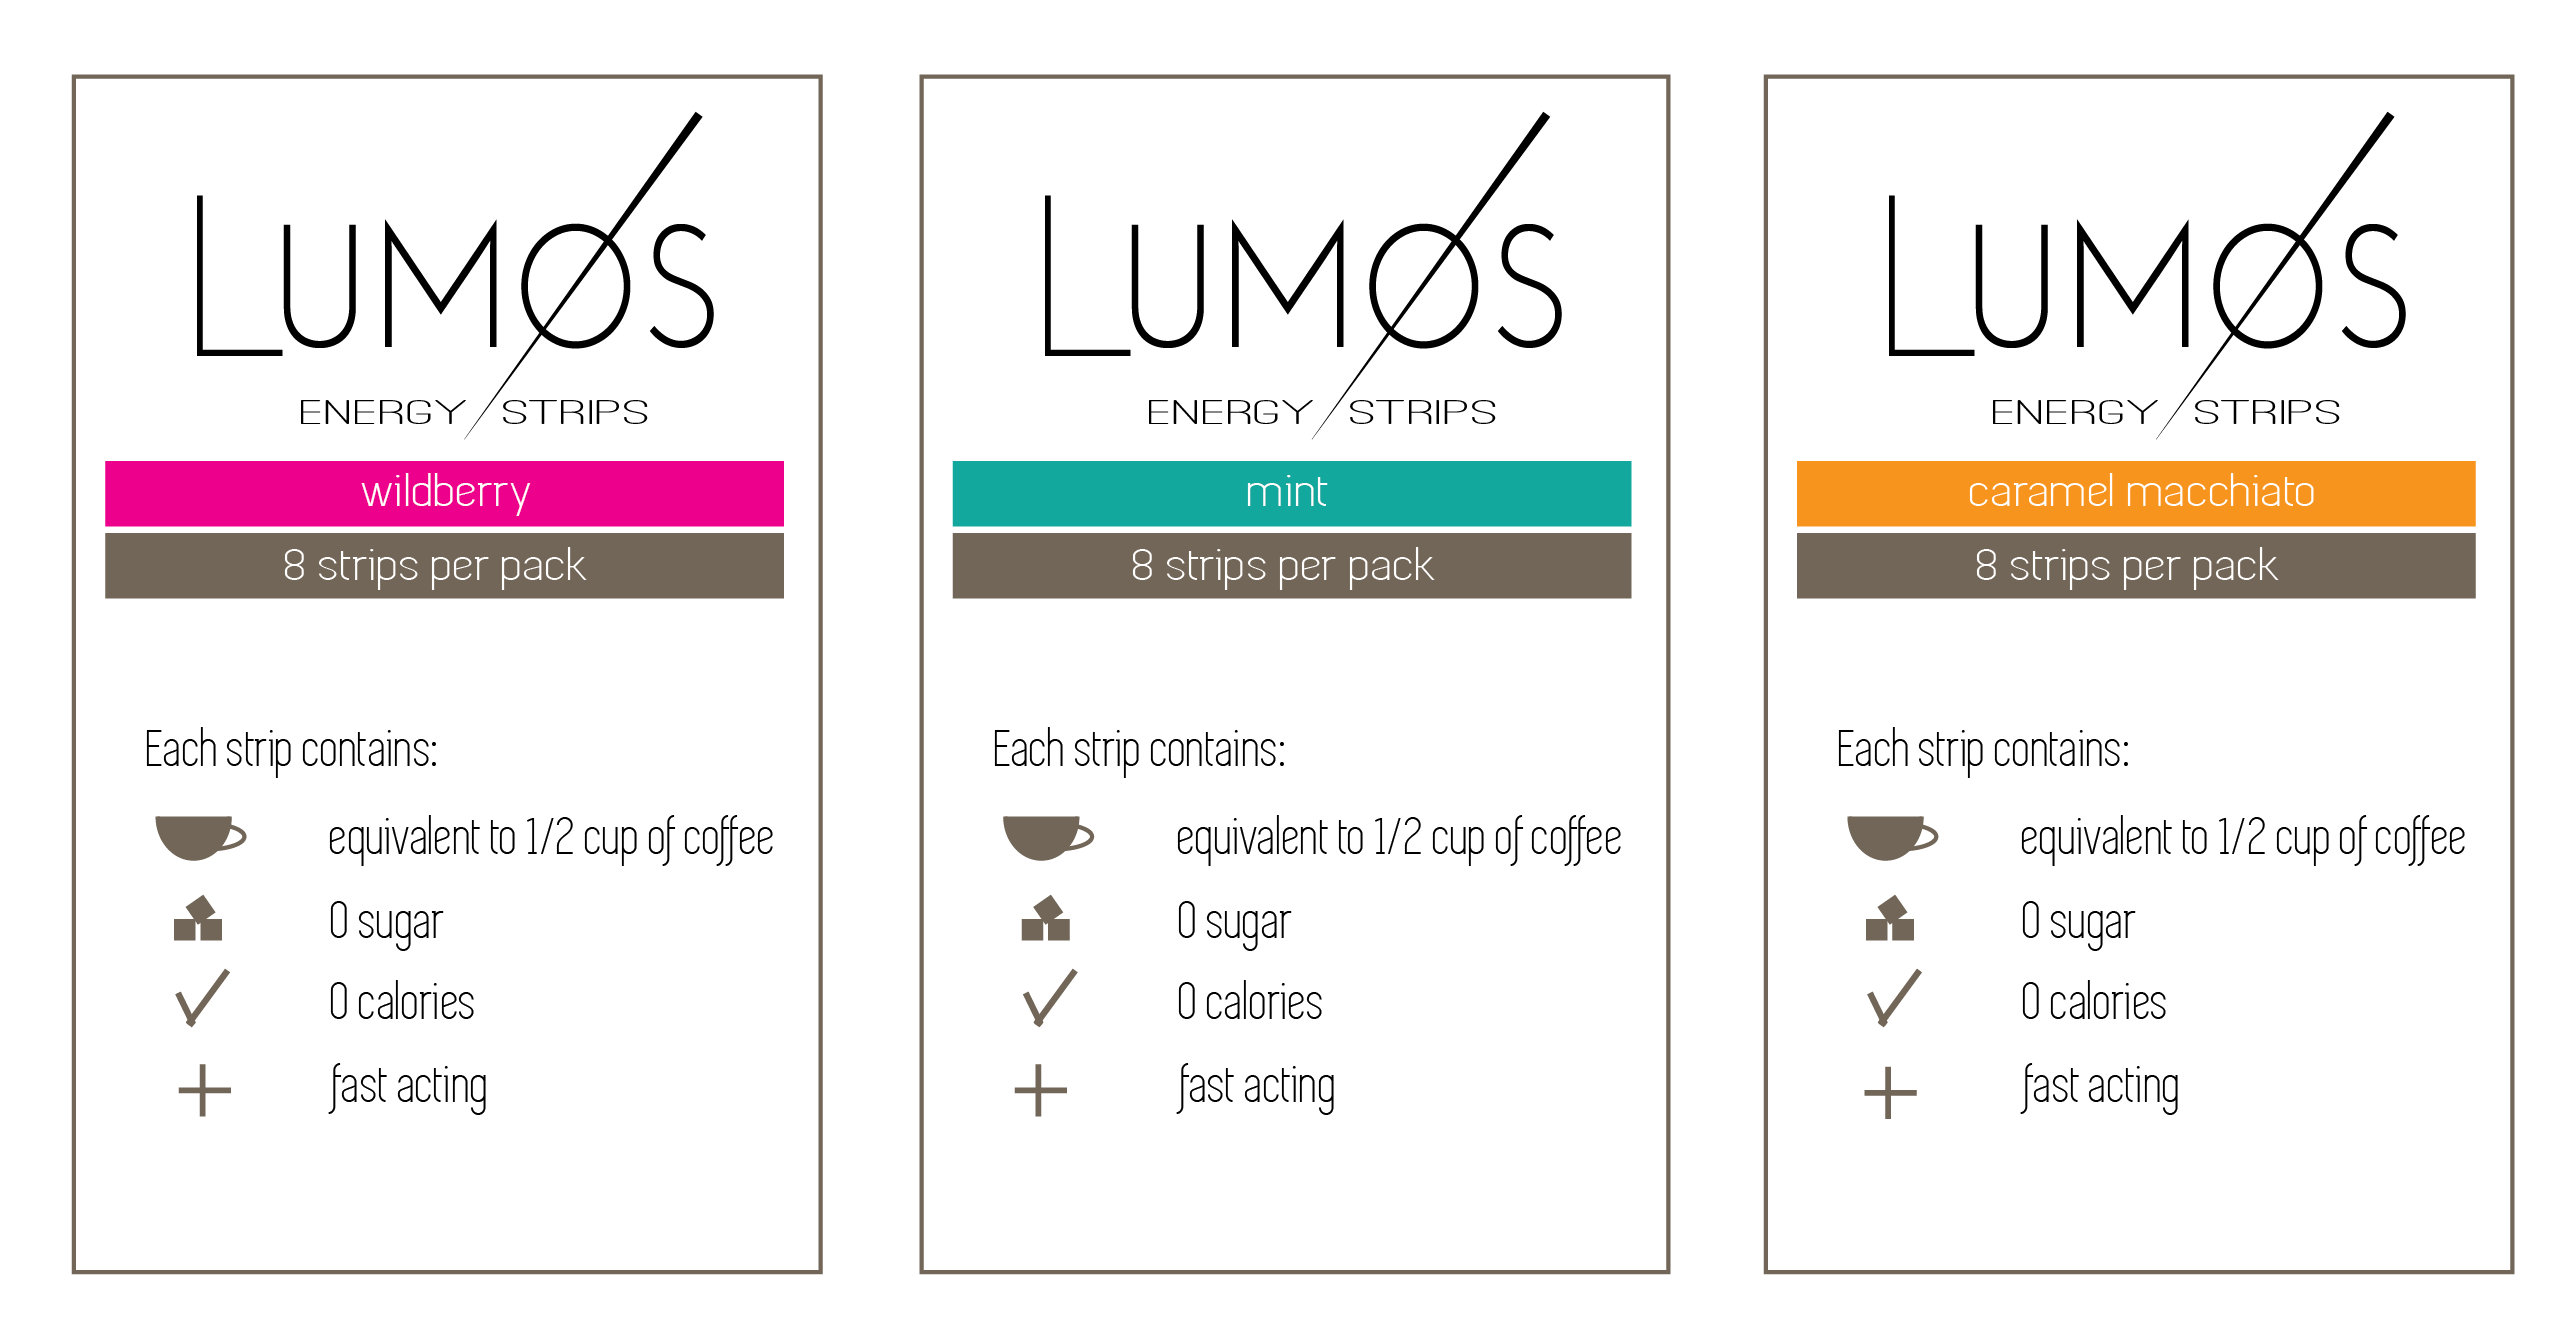 LUMOS
ENERGY STRIPS
wildberry
8 strips per pack
Each strip contains:
equivalent to 1/2 cup of coffee
0 sugar
0 calories
fast acting
LUMOS
ENERGY STRIPS
mint
8 strips per pack
Each strip contains:
equivalent to 1/2 cup of coffee
0 sugar
0 calories
fast acting
LUMOS
ENERGY STRIPS
caramel macchiato
8 strips per pack
Each strip contains:
equivalent to 1/2 cup of coffee
0 sugar
0 calories
fast acting